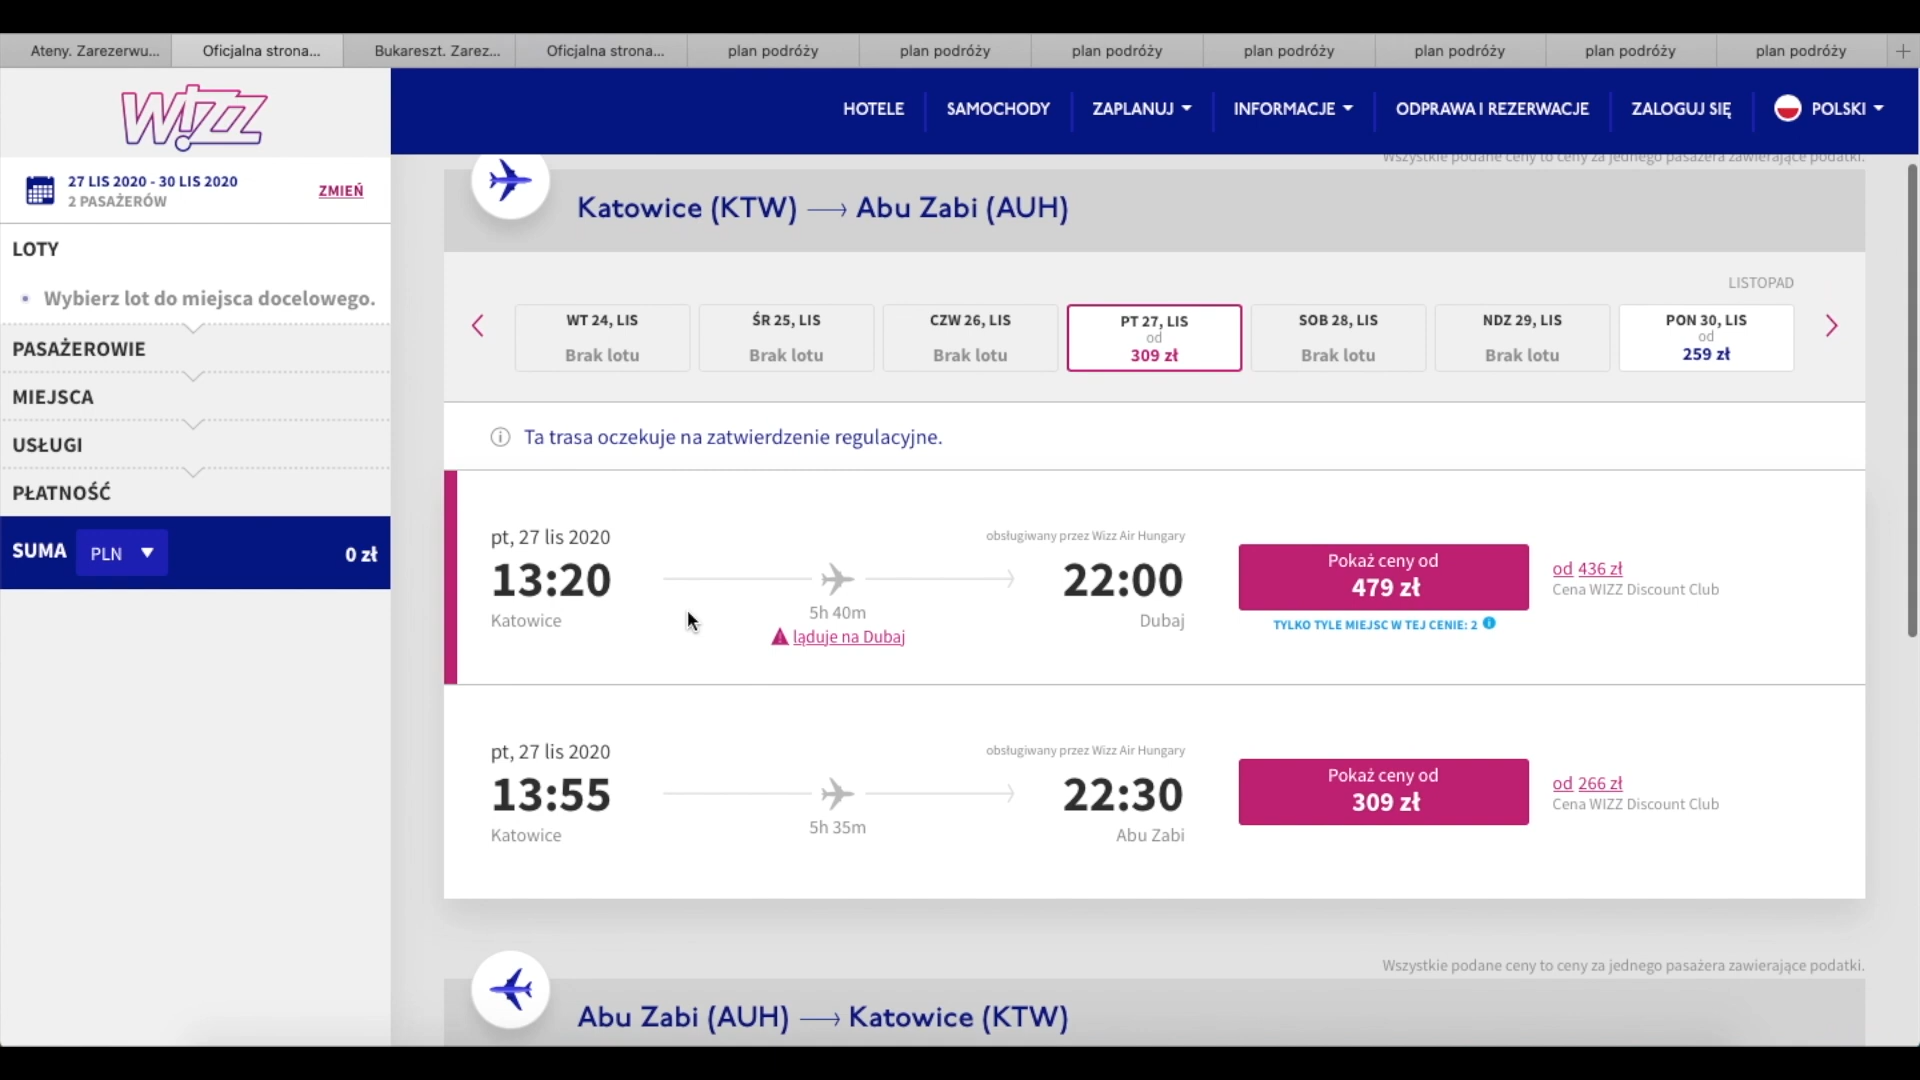 Ateny. Zarezerwu...
Oficjalna strona...
Bukareszt. Zarez...
Oficjalna strona...
plan podróży
plan podróży
plan podróży
plan podróży
plan podróży
plan podróży
plan podróży
WIZZ
HOTELE
SAMOCHODY
ZAPLANUJ
INFORMACJE
ODPRAWA I REZERWACJE
ZALOGUJ SIĘ
POLSKI
27 LIS 2020 - 30 LIS 2020
2 PASAŻERÓW
ZMIEŃ
LOTY
Wybierz lot do miejsca docelowego.
PASAŻEROWIE
MIEJSCA
USŁUGI
PŁATNOŚĆ
SUMA
PLN
0 zł
Wszystkie podane ceny to ceny za jednego pasażera zawierające podatki.
Katowice (KTW) → Abu Zabi (AUH)
LISTOPAD
WT 24, LIS
Brak lotu
ŚR 25, LIS
Brak lotu
CZW 26, LIS
Brak lotu
PT 27, LIS
od
309 zł
SOB 28, LIS
Brak lotu
NDZ 29, LIS
Brak lotu
PON 30, LIS
od
259 zł
Ta trasa oczekuje na zatwierdzenie regulacyjne.
pt, 27 lis 2020
obsługiwany przez Wizz Air Hungary
13:20
22:00
Katowice
5h 40m
Dubaj
ląduje na Dubaj
Pokaż ceny od
479 zł
TYLKO TYLE MIEJSC W TEJ CENIE: 2
od 436 zł
Cena WIZZ Discount Club
pt, 27 lis 2020
obsługiwany przez Wizz Air Hungary
13:55
22:30
Katowice
5h 35m
Abu Zabi
Pokaż ceny od
309 zł
od 266 zł
Cena WIZZ Discount Club
Wszystkie podane ceny to ceny za jednego pasażera zawierające podatki.
Abu Zabi (AUH) → Katowice (KTW)